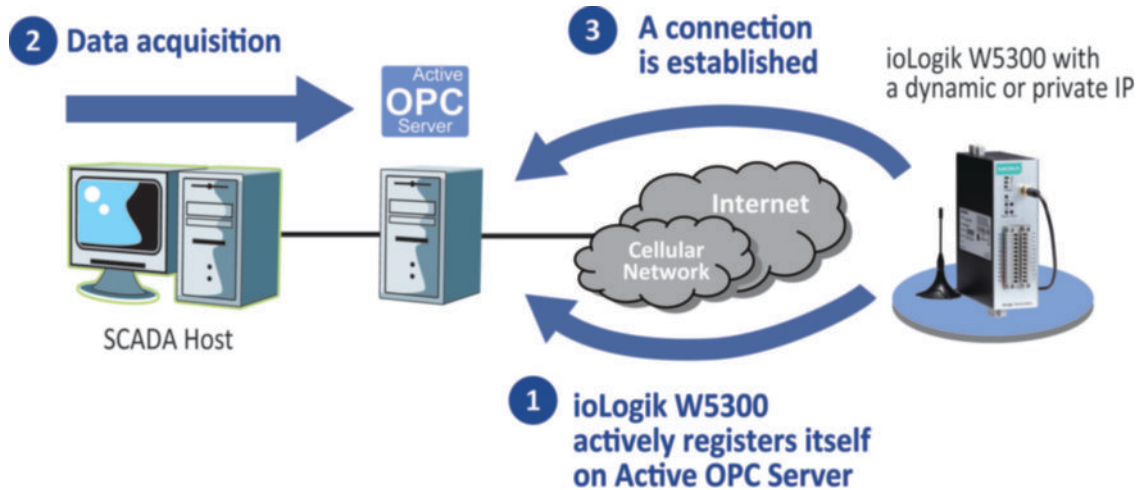 2 Data acquisition
Active
OPC
Server
SCADA Host
3 A connection
is established
ioLogik W5300 with
a dynamic or private IP
MOXA
Internet
Cellular
Network
1 ioLogik W5300
actively registers itself
on Active OPC Server